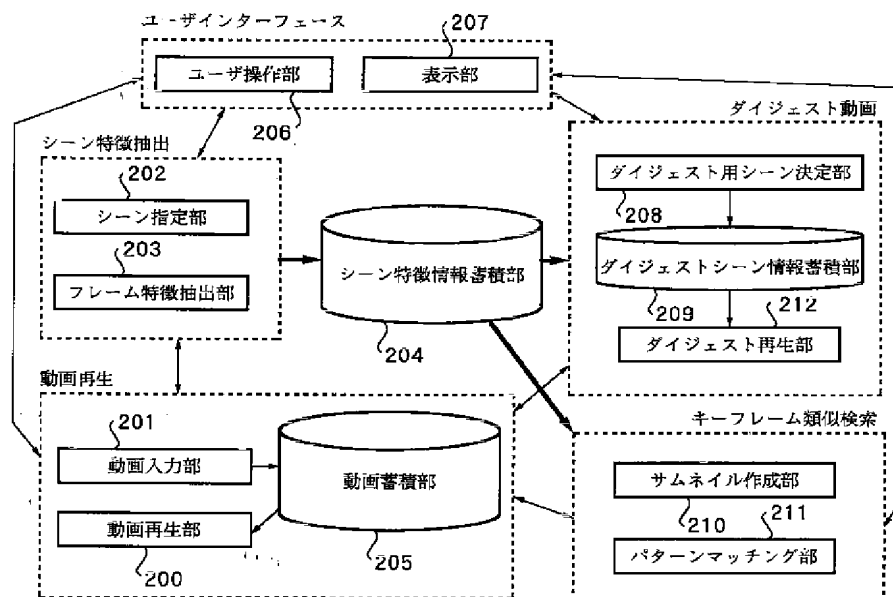 ユーザインターフェース
207
ユーザ操作部
表示部
206
シーン特徴抽出
ダイジェスト動画
202
シーン指定部
203
フレーム特徴抽出部
シーン特徴情報蓄積部
204
ダイジェスト用シーン決定部
208
ダイジェストシーン情報蓄積部
209
212
ダイジェスト再生部
動画再生
201
動画入力部
動画蓄積部
動画再生部
200
205
キーフレーム類似検索
サムネイル作成部
210
211
パターンマッチング部